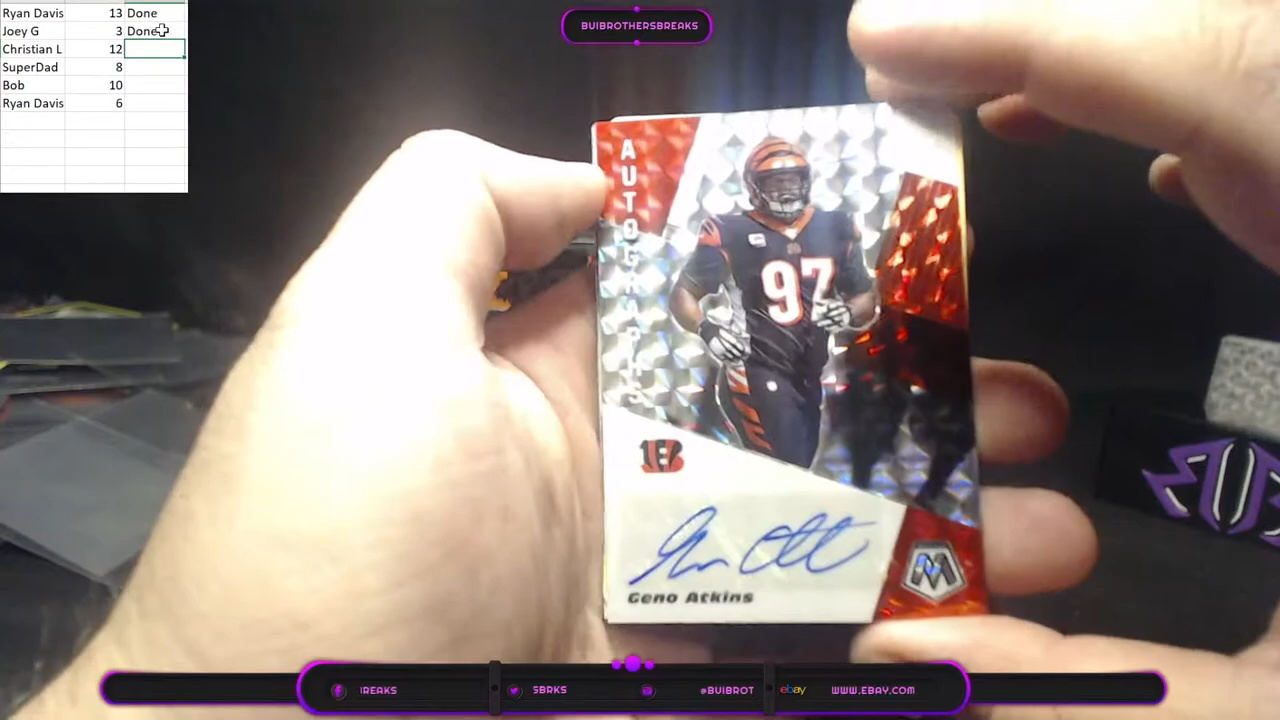 Ryan Davis 13 Done
Joey G 3 Done
Christian L 12
SuperDad 8
Bob 10
Ryan Davis 6
BUIBROTHERSBREAKS
AUTOGRAPHS
97
Geno Atkins
M
IREAKS
SBRKS
@BUIBROT
ebay
WWW.EBAY.COM